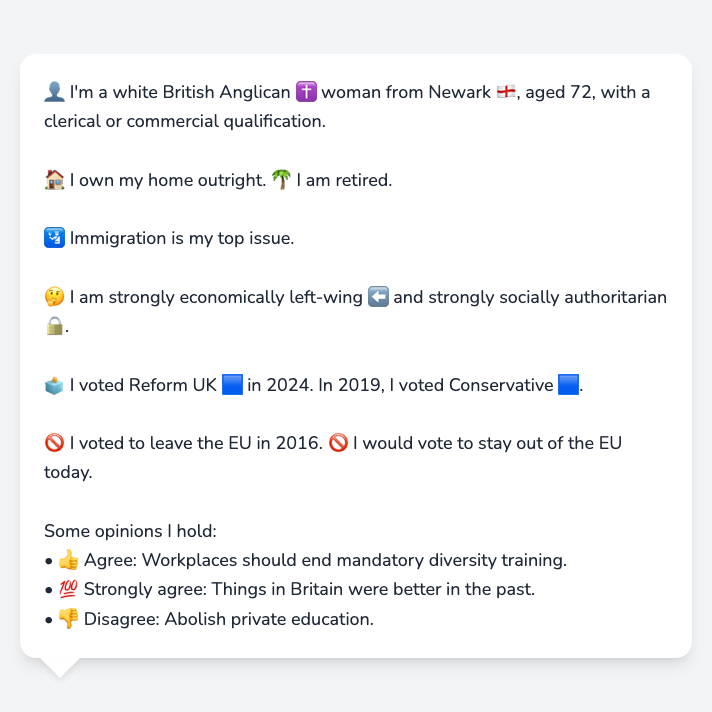 👤 I'm a white British Anglican ✝️ woman from Newark 🏴󠁧󠁢󠁥󠁮󠁧󠁿, aged 72, with a
clerical or commercial qualification.
🏠 I own my home outright. 🌴 I am retired.
🛂 Immigration is my top issue.
🤔 I am strongly economically left-wing ⬅️ and strongly socially authoritarian
🔒.
🗳️ I voted Reform UK 🟦 in 2024. In 2019, I voted Conservative 🟦.
🚫 I voted to leave the EU in 2016. 🚫 I would vote to stay out of the EU
today.
Some opinions I hold:
• 👍 Agree: Workplaces should end mandatory diversity training.
• 💯 Strongly agree: Things in Britain were better in the past.
• 👎 Disagree: Abolish private education.